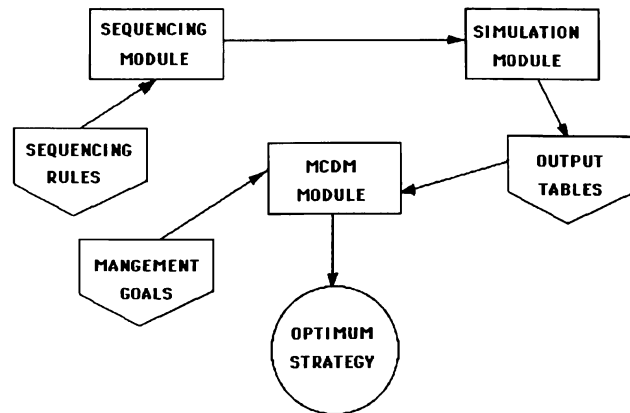 SEQUENCING
MODULE
SIMULATION
MODULE
SEQUENCING
RULES
MCDM
MODULE
OUTPUT
TABLES
MANGEMENT
GOALS
OPTIMUM
STRATEGY